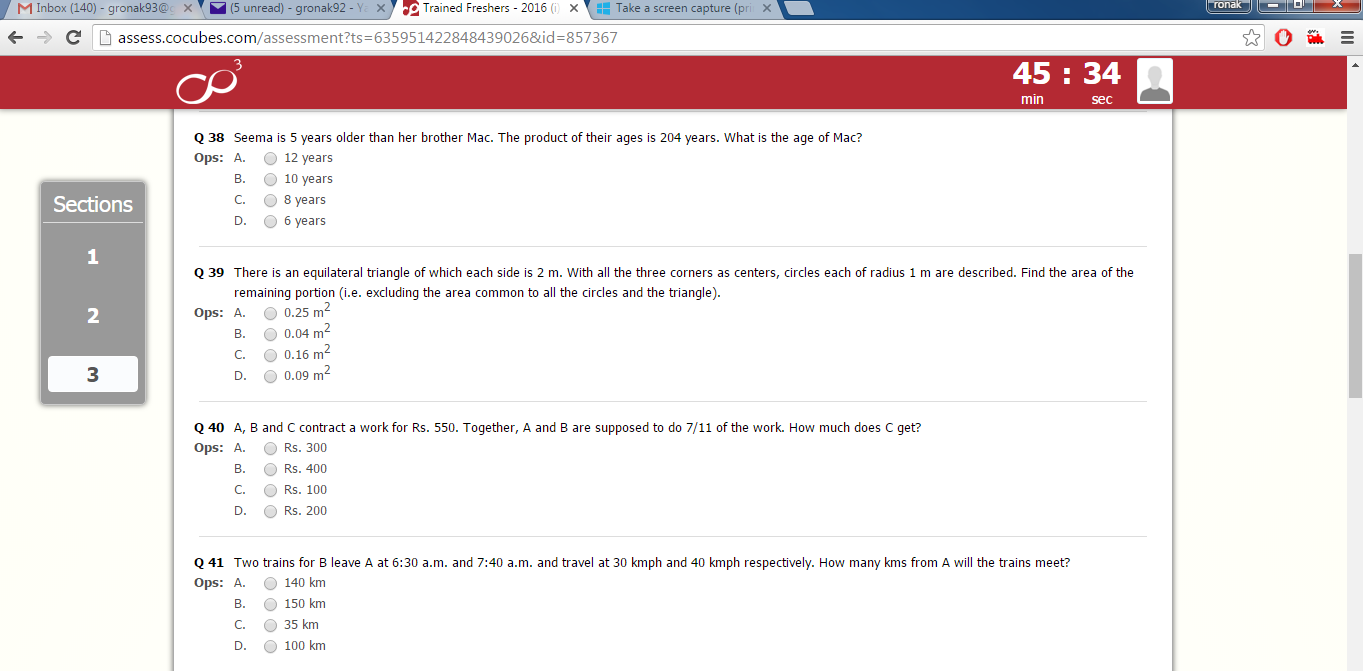 Inbox (140) - gronak93@g
(5 unread) - gronak92 - Ya
Trained Freshers - 2016 (i)
Take a screen capture (pri
ronak
assess.cocubes.com/assessment?ts=635951422848439026&id=857367
3
45 : 34
min sec
Q 38 Seema is 5 years older than her brother Mac. The product of their ages is 204 years. What is the age of Mac?
Ops: A. 12 years
B. 10 years
C. 8 years
D. 6 years
Sections
1
2
3
Q 39 There is an equilateral triangle of which each side is 2 m. With all the three corners as centers, circles each of radius 1 m are described. Find the area of the
remaining portion (i.e. excluding the area common to all the circles and the triangle).
Ops: A. 0.25 m2
B. 0.04 m2
C. 0.16 m2
D. 0.09 m2
Q 40 A, B and C contract a work for Rs. 550. Together, A and B are supposed to do 7/11 of the work. How much does C get?
Ops: A. Rs. 300
B. Rs. 400
C. Rs. 100
D. Rs. 200
Q 41 Two trains for B leave A at 6:30 a.m. and 7:40 a.m. and travel at 30 kmph and 40 kmph respectively. How many kms from A will the trains meet?
Ops: A. 140 km
B. 150 km
C. 35 km
D. 100 km